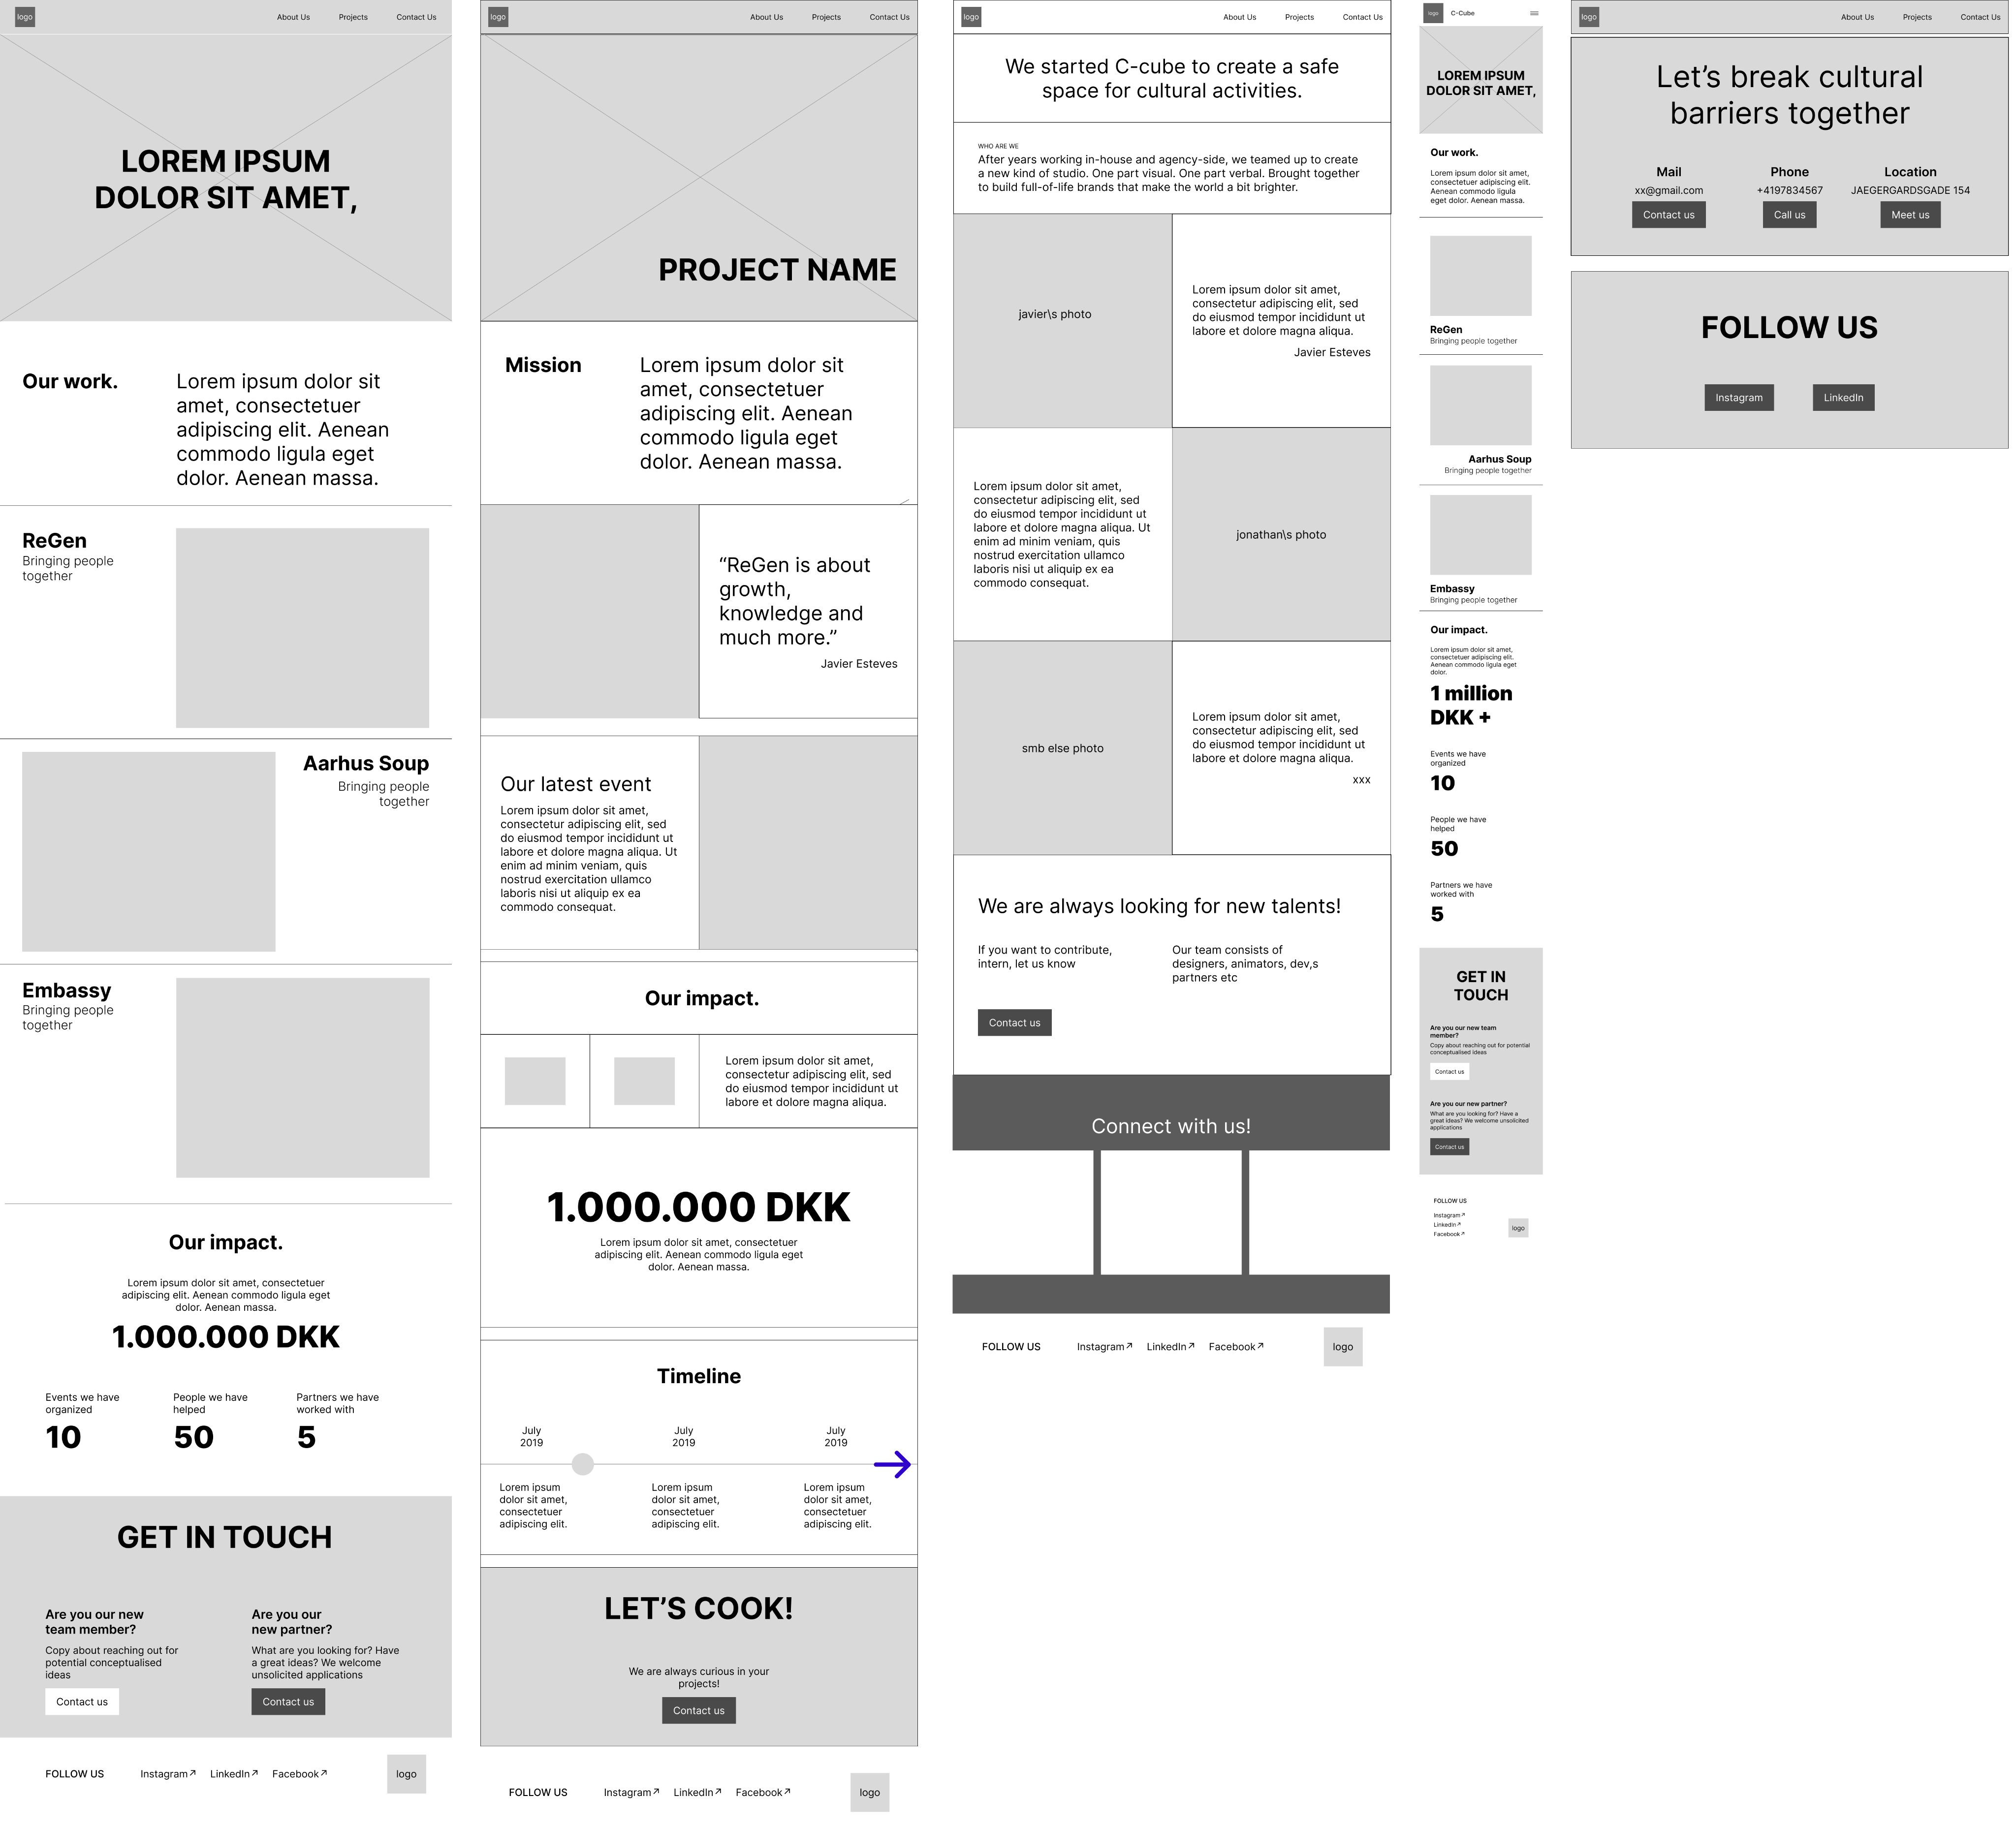 logo
About Us
Projects
Contact Us
LOREM IPSUM
DOLOR SIT AMET,
Our work.
Lorem ipsum dolor sit
amet, consectetuer
adipiscing elit. Aenean
commodo ligula eget
dolor. Aenean massa.
ReGen
Bringing people
together
Aarhus Soup
Bringing people
together
Embassy
Bringing people
together
Our impact.
Lorem ipsum dolor sit amet, consectetuer
adipiscing elit. Aenean commodo ligula eget
dolor. Aenean massa.
1.000.000 DKK
Events we have
organized
10
People we have
helped
50
Partners we have
worked with
5
GET IN TOUCH
Are you our new
team member?
Copy about reaching out for
potential conceptualised
ideas
Contact us
Are you our
new partner?
What are you looking for? Have
a great ideas? We welcome
unsolicited applications
Contact us
FOLLOW US
Instagram↗
LinkedIn↗
Facebook↗
logo
logo
About Us
Projects
Contact Us
PROJECT NAME
Mission
Lorem ipsum dolor sit
amet, consectetuer
adipiscing elit. Aenean
commodo ligula eget
dolor. Aenean massa.
“ReGen is about
growth,
knowledge and
much more.”
Javier Esteves
Our latest event
Lorem ipsum dolor sit amet,
consectetur adipiscing elit, sed
do eiusmod tempor incididunt ut
labore et dolore magna aliqua. Ut
enim ad minim veniam, quis
nostrud exercitation ullamco
laboris nisi ut aliquip ex ea
commodo consequat.
Our impact.
Lorem ipsum dolor sit amet,
consectetur adipiscing elit, sed
do eiusmod tempor incididunt ut
labore et dolore magna aliqua.
1.000.000 DKK
Lorem ipsum dolor sit amet, consectetuer
adipiscing elit. Aenean commodo ligula eget
dolor. Aenean massa.
Timeline
July
2019
July
2019
July
2019
Lorem ipsum
dolor sit amet,
consectetuer
adipiscing elit.
Lorem ipsum
dolor sit amet,
consectetuer
adipiscing elit.
Lorem ipsum
dolor sit amet,
consectetuer
adipiscing elit.
LET’S COOK!
We are always curious in your
projects!
Contact us
FOLLOW US
Instagram↗
LinkedIn↗
Facebook↗
logo
logo
About Us
Projects
Contact Us
We started C-cube to create a safe
space for cultural activities.
WHO ARE WE
After years working in-house and agency-side, we teamed up to create
a new kind of studio. One part visual. One part verbal. Brought together
to build full-of-life brands that make the world a bit brighter.
javier\s photo
Lorem ipsum dolor sit amet,
consectetur adipiscing elit, sed
do eiusmod tempor incididunt ut
labore et dolore magna aliqua.
Javier Esteves
Lorem ipsum dolor sit amet,
consectetur adipiscing elit, sed
do eiusmod tempor incididunt ut
labore et dolore magna aliqua. Ut
enim ad minim veniam, quis
nostrud exercitation ullamco
laboris nisi ut aliquip ex ea
commodo consequat.
jonathan\s photo
smb else photo
Lorem ipsum dolor sit amet,
consectetur adipiscing elit, sed
do eiusmod tempor incididunt ut
labore et dolore magna aliqua.
xxx
We are always looking for new talents!
If you want to contribute,
intern, let us know
Our team consists of
designers, animators, dev,s
partners etc
Contact us
Connect with us!
FOLLOW US
Instagram↗
LinkedIn↗
Facebook↗
logo
logo
C-Cube
LOREM IPSUM
DOLOR SIT AMET,
Our work.
Lorem ipsum dolor sit amet,
consectetuer adipiscing elit.
Aenean commodo ligula
eget dolor. Aenean massa.
ReGen
Bringing people together
Aarhus Soup
Bringing people together
Embassy
Bringing people together
Our impact.
Lorem ipsum dolor sit amet,
consectetuer adipiscing elit.
Aenean commodo ligula eget
dolor.
1 million
DKK +
Events we have
organized
10
People we have
helped
50
Partners we have
worked with
5
GET IN
TOUCH
Are you our new team
member?
Copy about reaching out for potential
conceptualised ideas
Contact us
Are you our new partner?
What are you looking for? Have a
great ideas? We welcome unsolicited
applications
Contact us
FOLLOW US
Instagram↗
LinkedIn↗
Facebook↗
logo
logo
About Us
Projects
Contact Us
Let’s break cultural
barriers together
Mail
xx@gmail.com
Contact us
Phone
+4197834567
Call us
Location
JAEGERGARDSGADE 154
Meet us
FOLLOW US
Instagram
LinkedIn